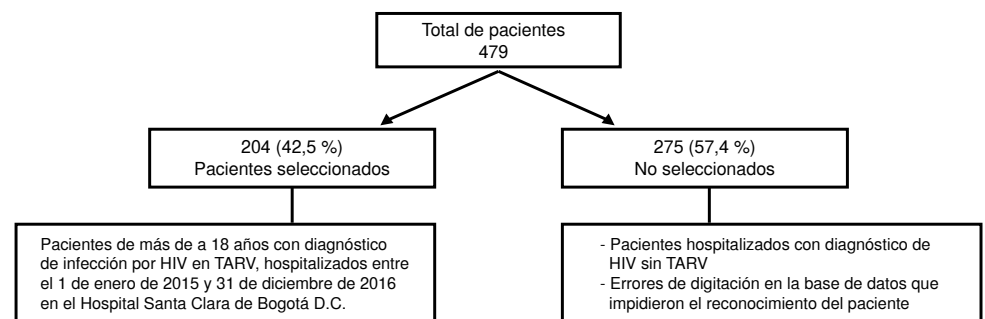 Total de pacientes
479
204 (42,5 %)
Pacientes seleccionados
275 (57,4 %)
No seleccionados
Pacientes de más de a 18 años con diagnóstico
de infección por HIV en TARV, hospitalizados entre
el 1 de enero de 2015 y 31 de diciembre de 2016
en el Hospital Santa Clara de Bogotá D.C.
- Pacientes hospitalizados con diagnóstico de
HIV sin TARV
- Errores de digitación en la base de datos que
impidieron el reconocimiento del paciente